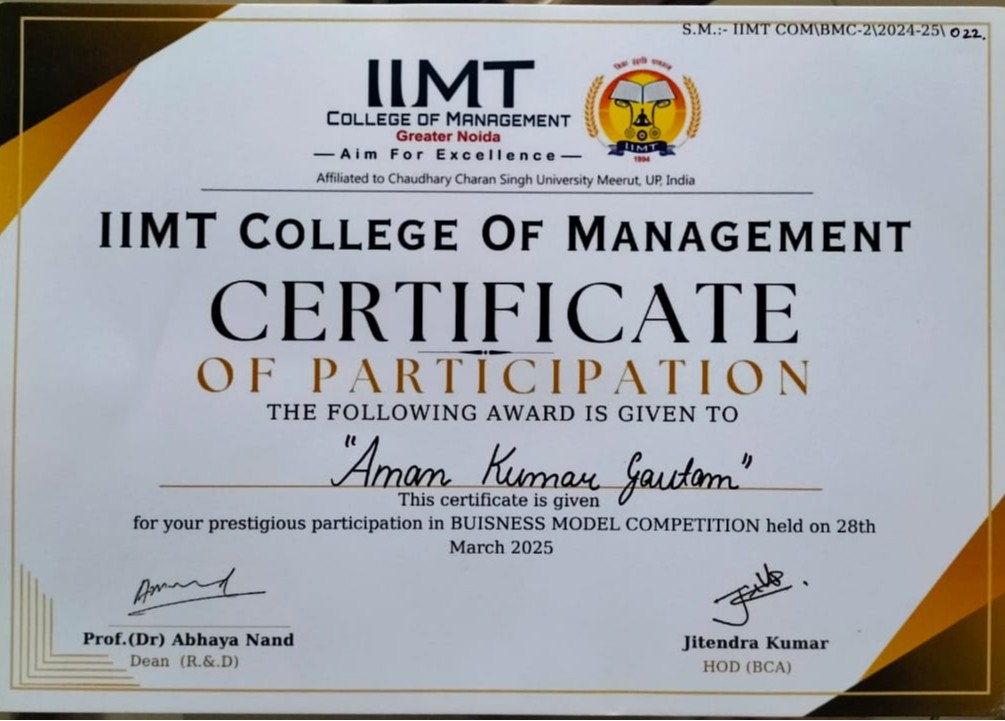 S.M.:- IIMT COM\BMC-2\2024-25\ 022.
IIMT
COLLEGE OF MANAGEMENT
Greater Noida
— Aim For Excellence —
IIMT
1994
Affiliated to Chaudhary Charan Singh University Meerut, UP, India
IIMT COLLEGE OF MANAGEMENT
CERTIFICATE
OF PARTICIPATION
THE FOLLOWING AWARD IS GIVEN TO
"Aman Kumar Gautam"
This certificate is given
for your prestigious participation in BUISNESS MODEL COMPETITION held on 28th
March 2025
Prof.(Dr) Abhaya Nand
Dean (R.&.D)
Jitendra Kumar
HOD (BCA)